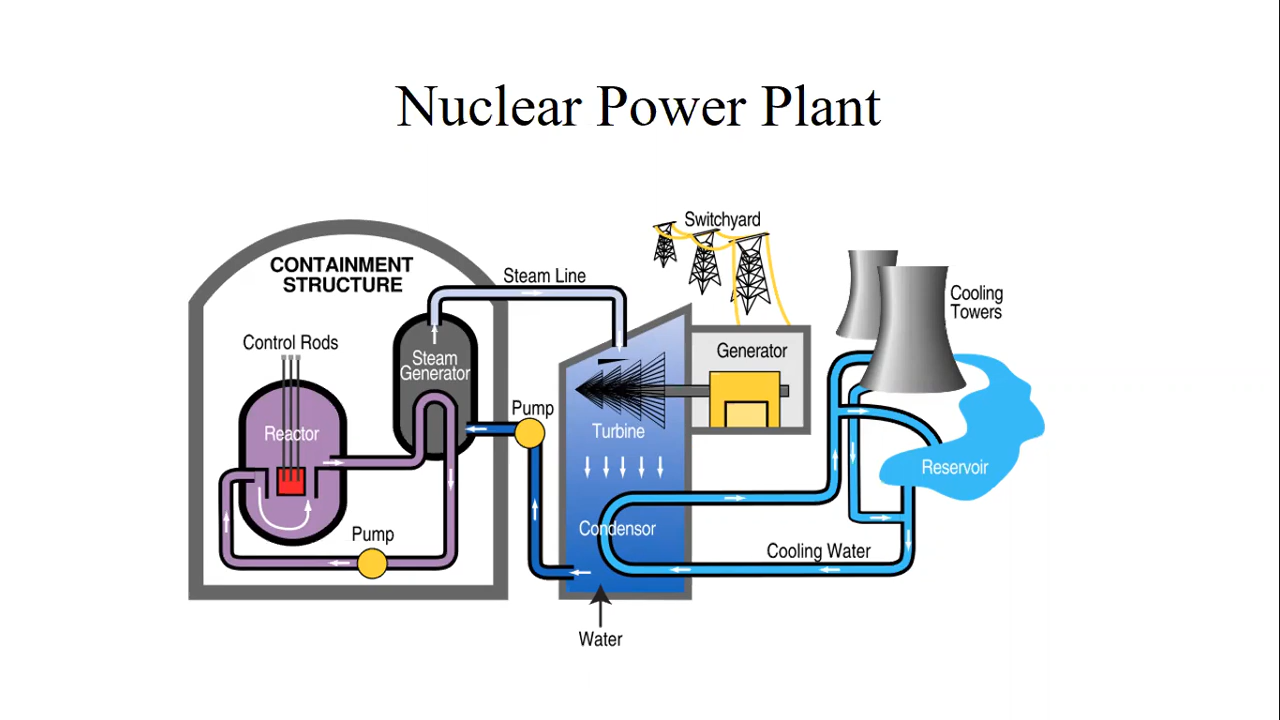 Nuclear Power Plant
Switchyard
CONTAINMENT
STRUCTURE
Steam Line
Cooling
Towers
Control Rods
Steam
Generator
Generator
Pump
Reactor
Turbine
Reservoir
Condensor
Pump
Cooling Water
Water